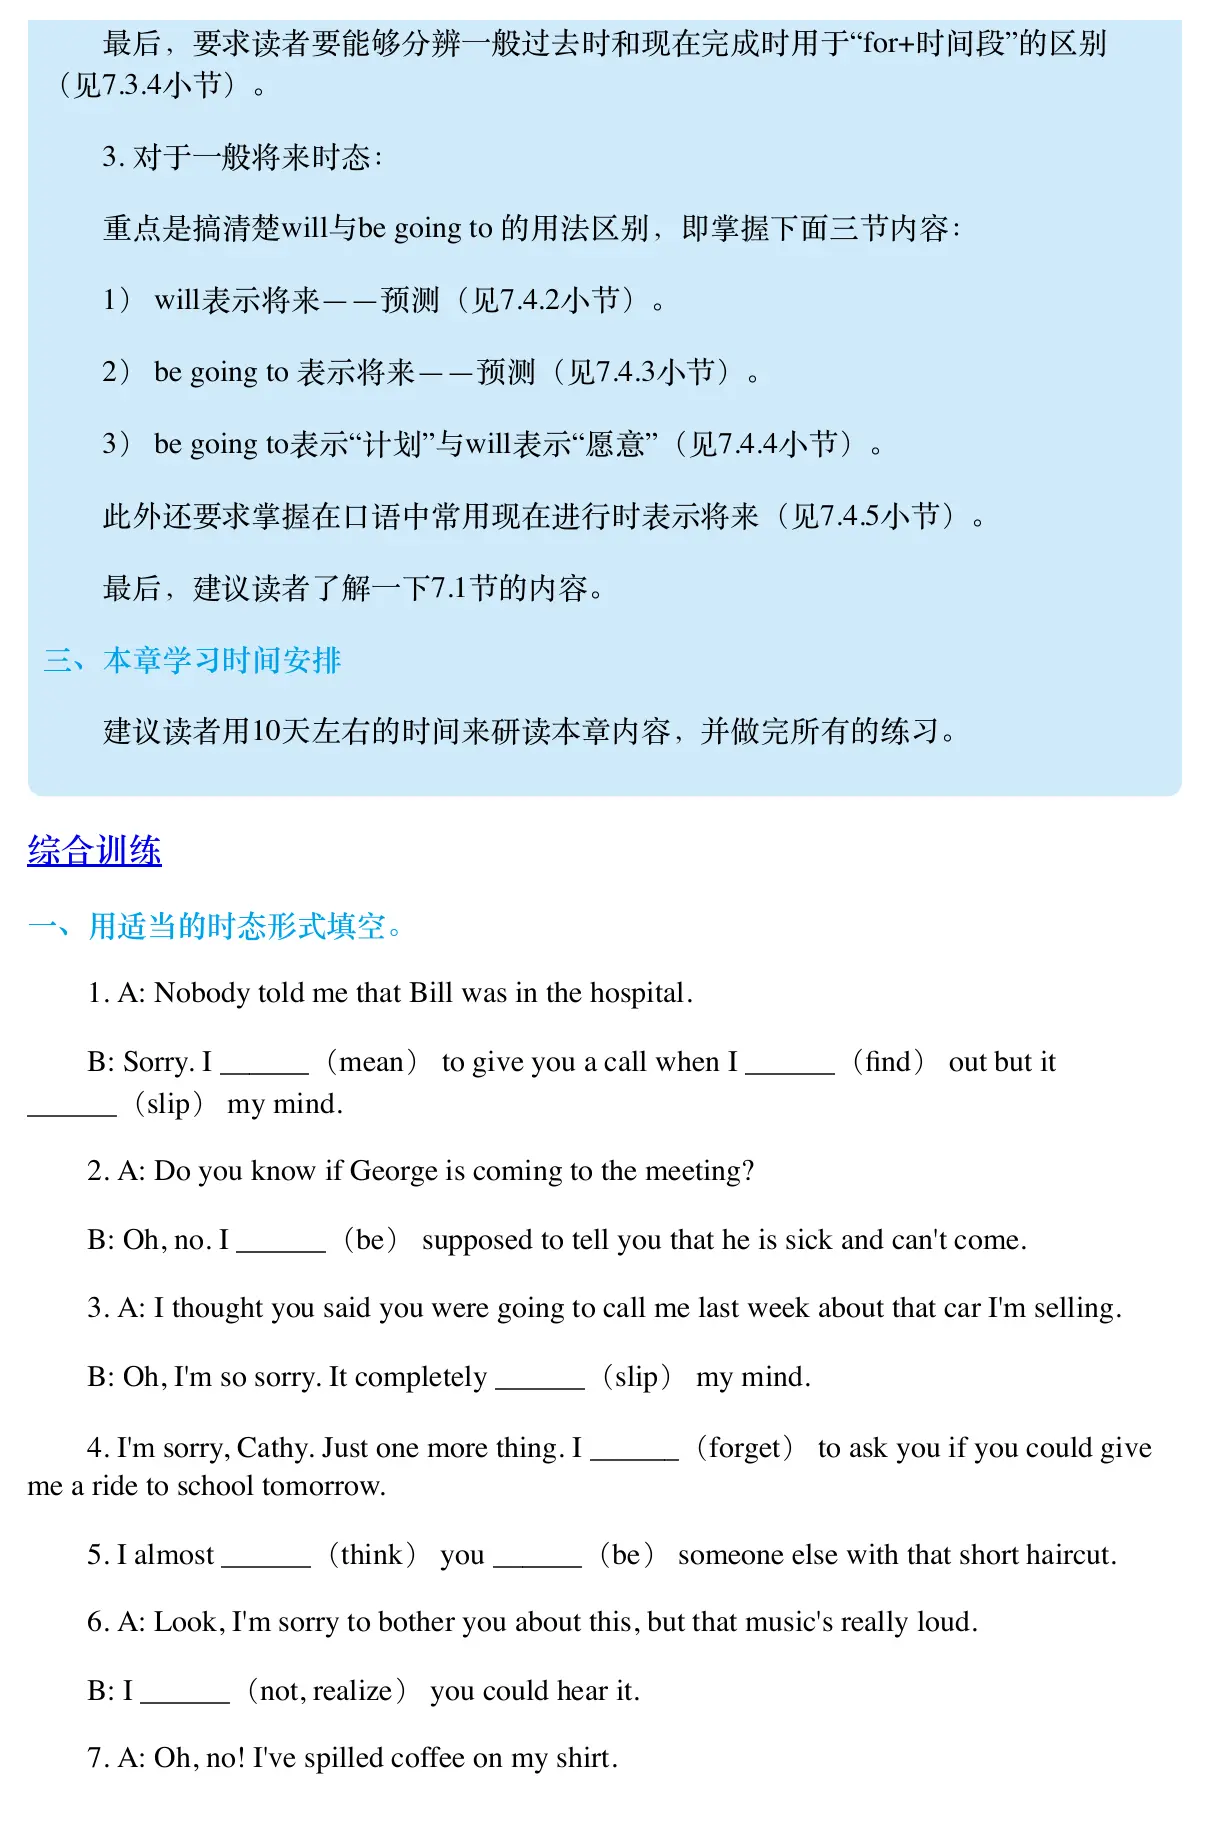 最后，要求读者要能够分辨一般过去时和现在完成时用于“for+时间段”的区别
（见7.3.4小节）。
3. 对于一般将来时态：
重点是搞清楚will与be going to 的用法区别，即掌握下面三节内容：
1） will表示将来——预测（见7.4.2小节）。
2） be going to 表示将来——预测（见7.4.3小节）。
3） be going to表示“计划”与will表示“愿意”（见7.4.4小节）。
此外还要求掌握在口语中常用现在进行时表示将来（见7.4.5小节）。
最后，建议读者了解一下7.1节的内容。
三、本章学习时间安排
建议读者用10天左右的时间来研读本章内容，并做完所有的练习。
综合训练
一、用适当的时态形式填空。
1. A: Nobody told me that Bill was in the hospital.
B: Sorry. I ______（mean） to give you a call when I ______（find） out but it
______（slip） my mind.
2. A: Do you know if George is coming to the meeting?
B: Oh, no. I ______（be） supposed to tell you that he is sick and can't come.
3. A: I thought you said you were going to call me last week about that car I'm selling.
B: Oh, I'm so sorry. It completely ______（slip） my mind.
4. I'm sorry, Cathy. Just one more thing. I ______（forget） to ask you if you could give
me a ride to school tomorrow.
5. I almost ______（think） you ______（be） someone else with that short haircut.
6. A: Look, I'm sorry to bother you about this, but that music's really loud.
B: I ______（not, realize） you could hear it.
7. A: Oh, no! I've spilled coffee on my shirt.